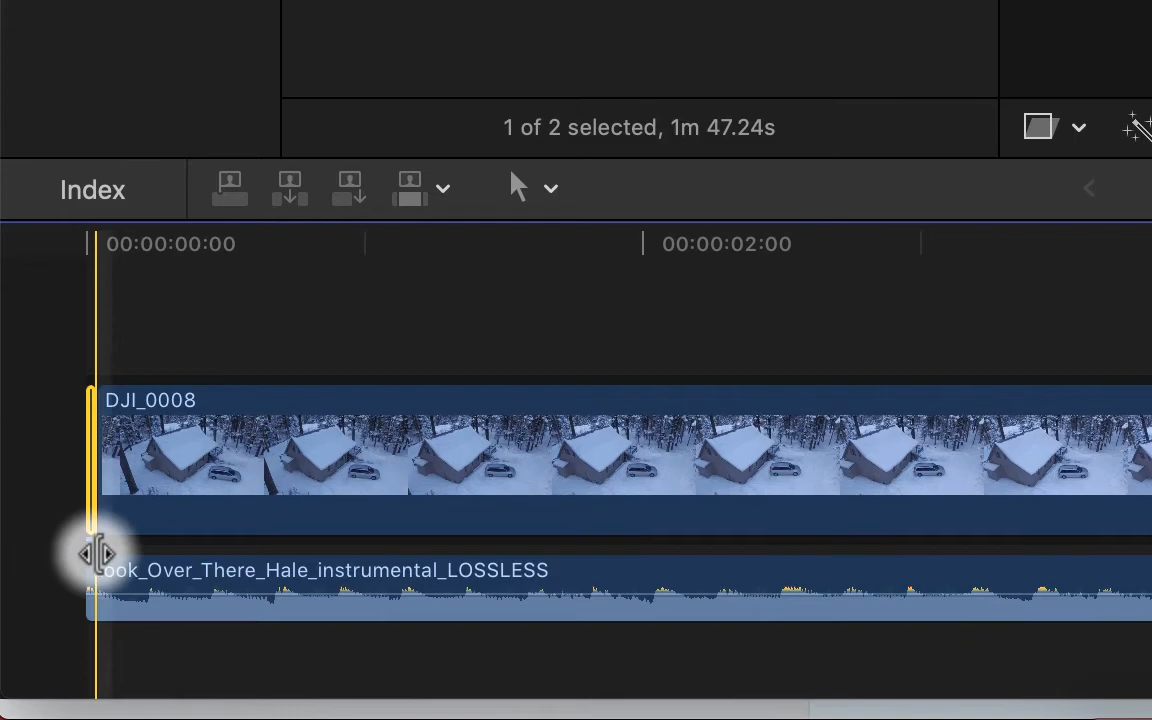 1 of 2 selected, 1m 47.24s
Index
00:00:00:00
00:00:02:00
DJI_0008
ook_Over_There_Hale_instrumental_LOSSLESS